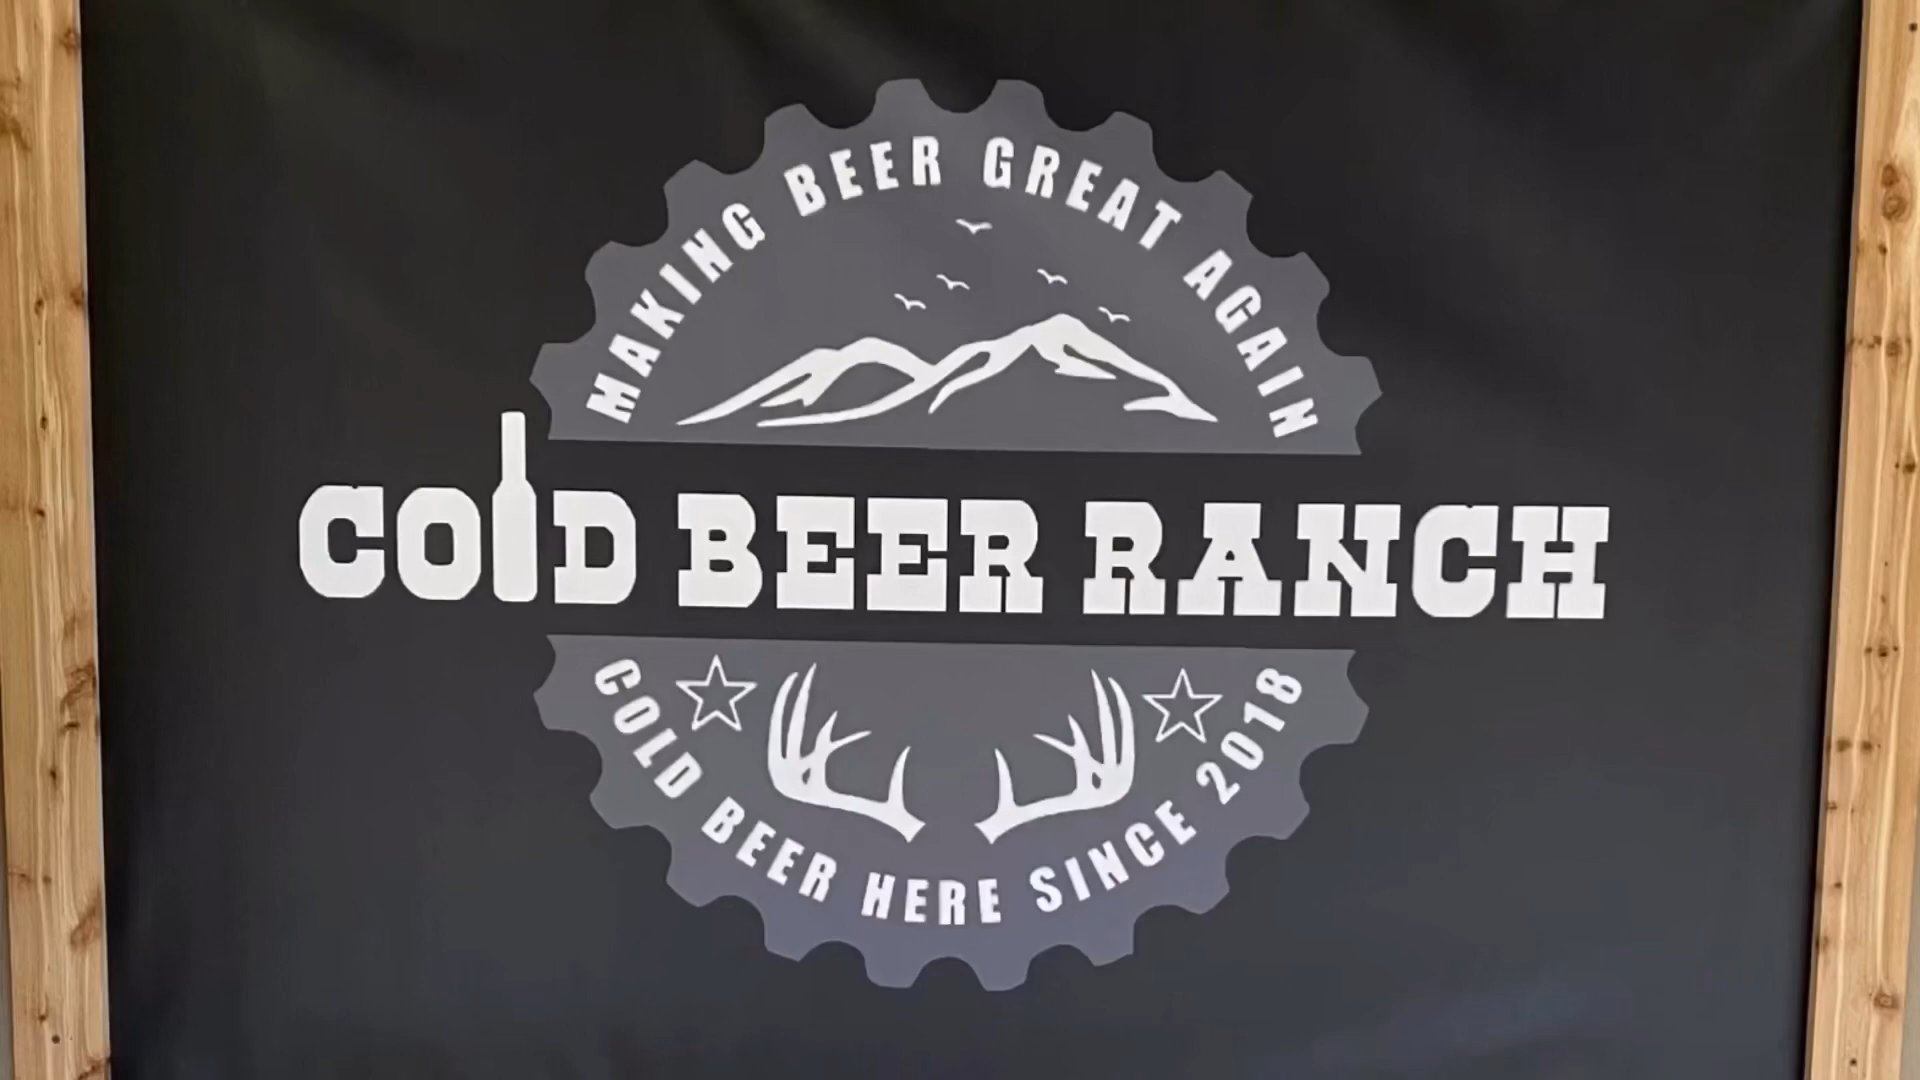 MAKING BEER GREAT AGAIN
COLD BEER RANCH
COLD BEER HERE SINCE 2018